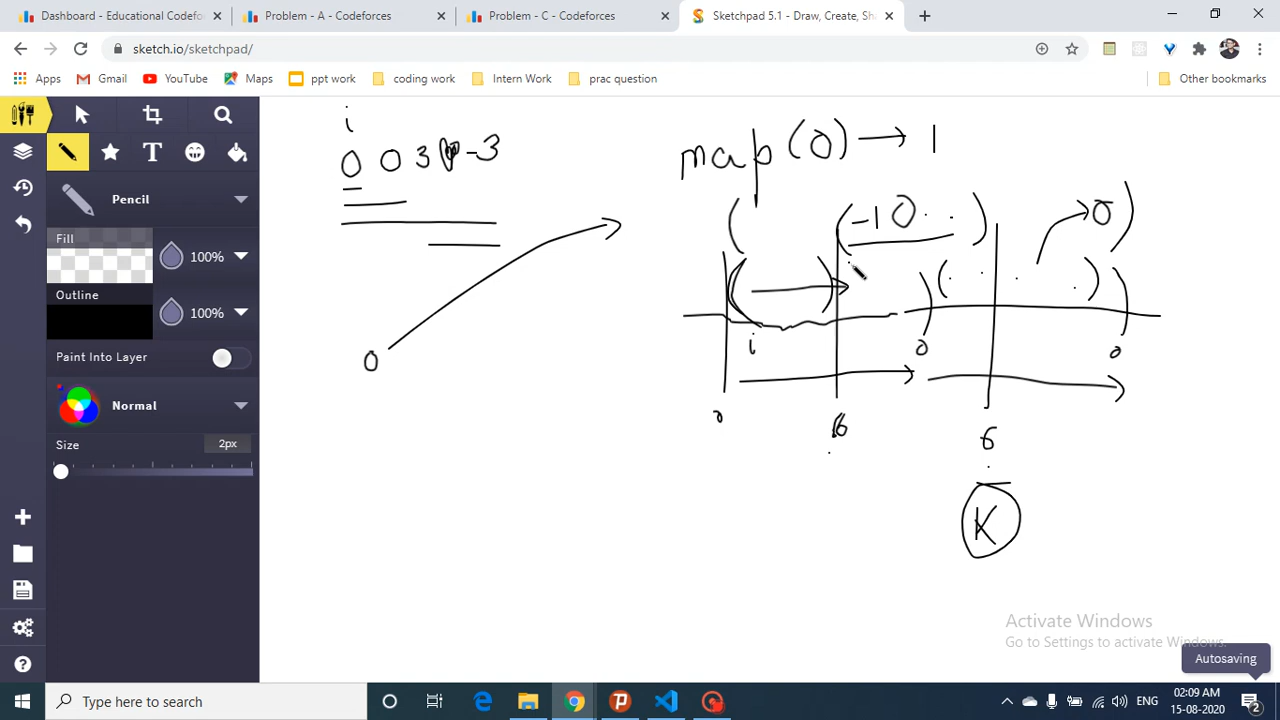 Dashboard - Educational Codefor
Problem - A - Codeforces
Problem - C - Codeforces
Sketchpad 5.1 - Draw, Create, Sha
sketch.io/sketchpad/
Apps
Gmail
YouTube
Maps
ppt work
coding work
Intern Work
prac question
Other bookmarks
Pencil
Fill
100%
Outline
100%
Paint Into Layer
Normal
Size
2px
i
0 0 3 -3
0
map (0) → 1
( (-1 0 . . ) 0 )
( ) ) ( . . . . ) )
i 0 0
6
6
K
Activate Windows
Go to Settings to activate Windows.
Autosaving
Type here to search
ENG
02:09 AM
15-08-2020
2